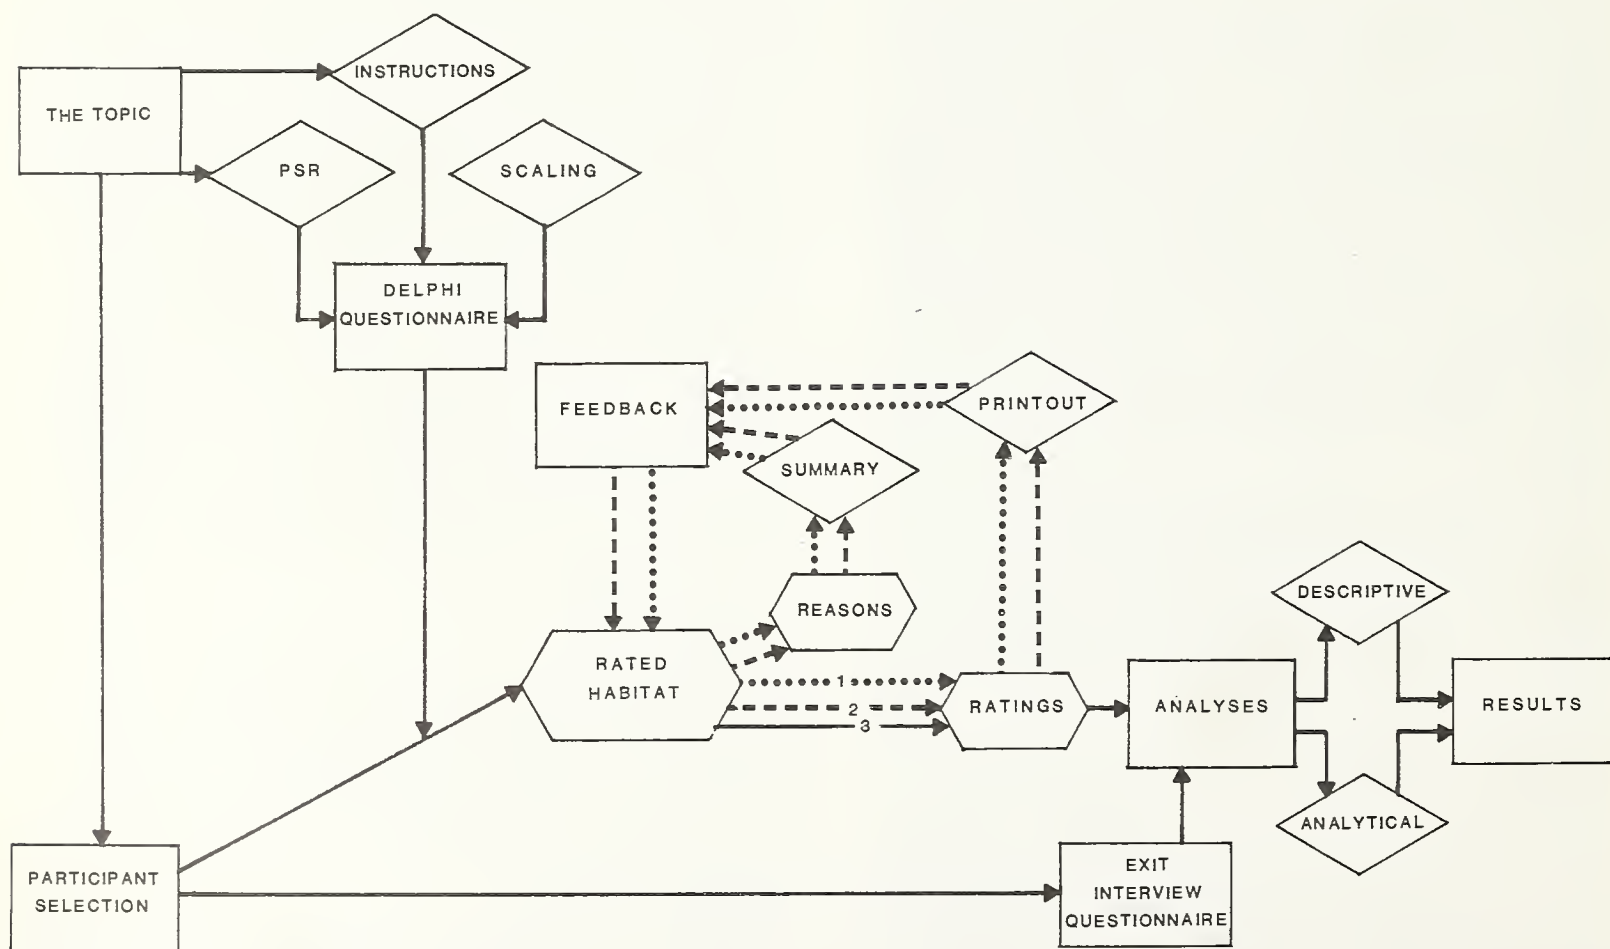 INSTRUCTIONS
THE TOPIC
PSR
SCALING
DELPHI
QUESTIONNAIRE
FEEDBACK
PRINTOUT
SUMMARY
REASONS
RATED
HABITAT
1
2
3
RATINGS
ANALYSES
DESCRIPTIVE
RESULTS
ANALYTICAL
PARTICIPANT
SELECTION
EXIT
INTERVIEW
QUESTIONNAIRE